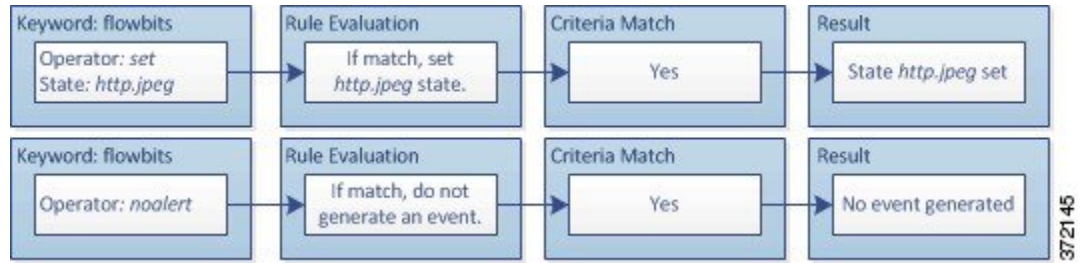 Keyword: flowbits
Operator: set
State: http.jpeg
Rule Evaluation
If match, set
http.jpeg state.
Criteria Match
Yes
Result
State http.jpeg set
Keyword: flowbits
Operator: noalert
Rule Evaluation
If match, do not
generate an event.
Criteria Match
Yes
Result
No event generated
372145